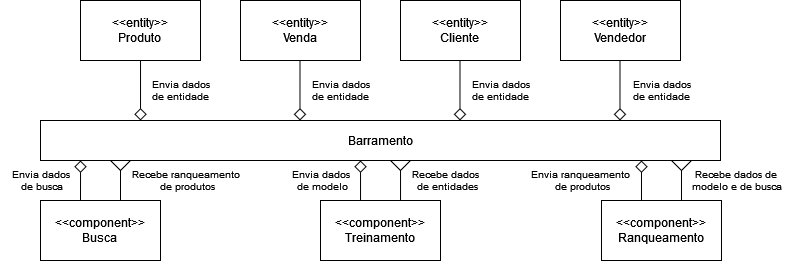 <<entity>>
Produto
<<entity>>
Venda
<<entity>>
Cliente
<<entity>>
Vendedor
Envia dados
de entidade
Envia dados
de entidade
Envia dados
de entidade
Envia dados
de entidade
Barramento
Envia dados
de busca
Recebe ranqueamento
de produtos
Envia dados
de modelo
Recebe dados
de entidades
Envia ranqueamento
de produtos
Recebe dados de
modelo e de busca
<<component>>
Busca
<<component>>
Treinamento
<<component>>
Ranqueamento